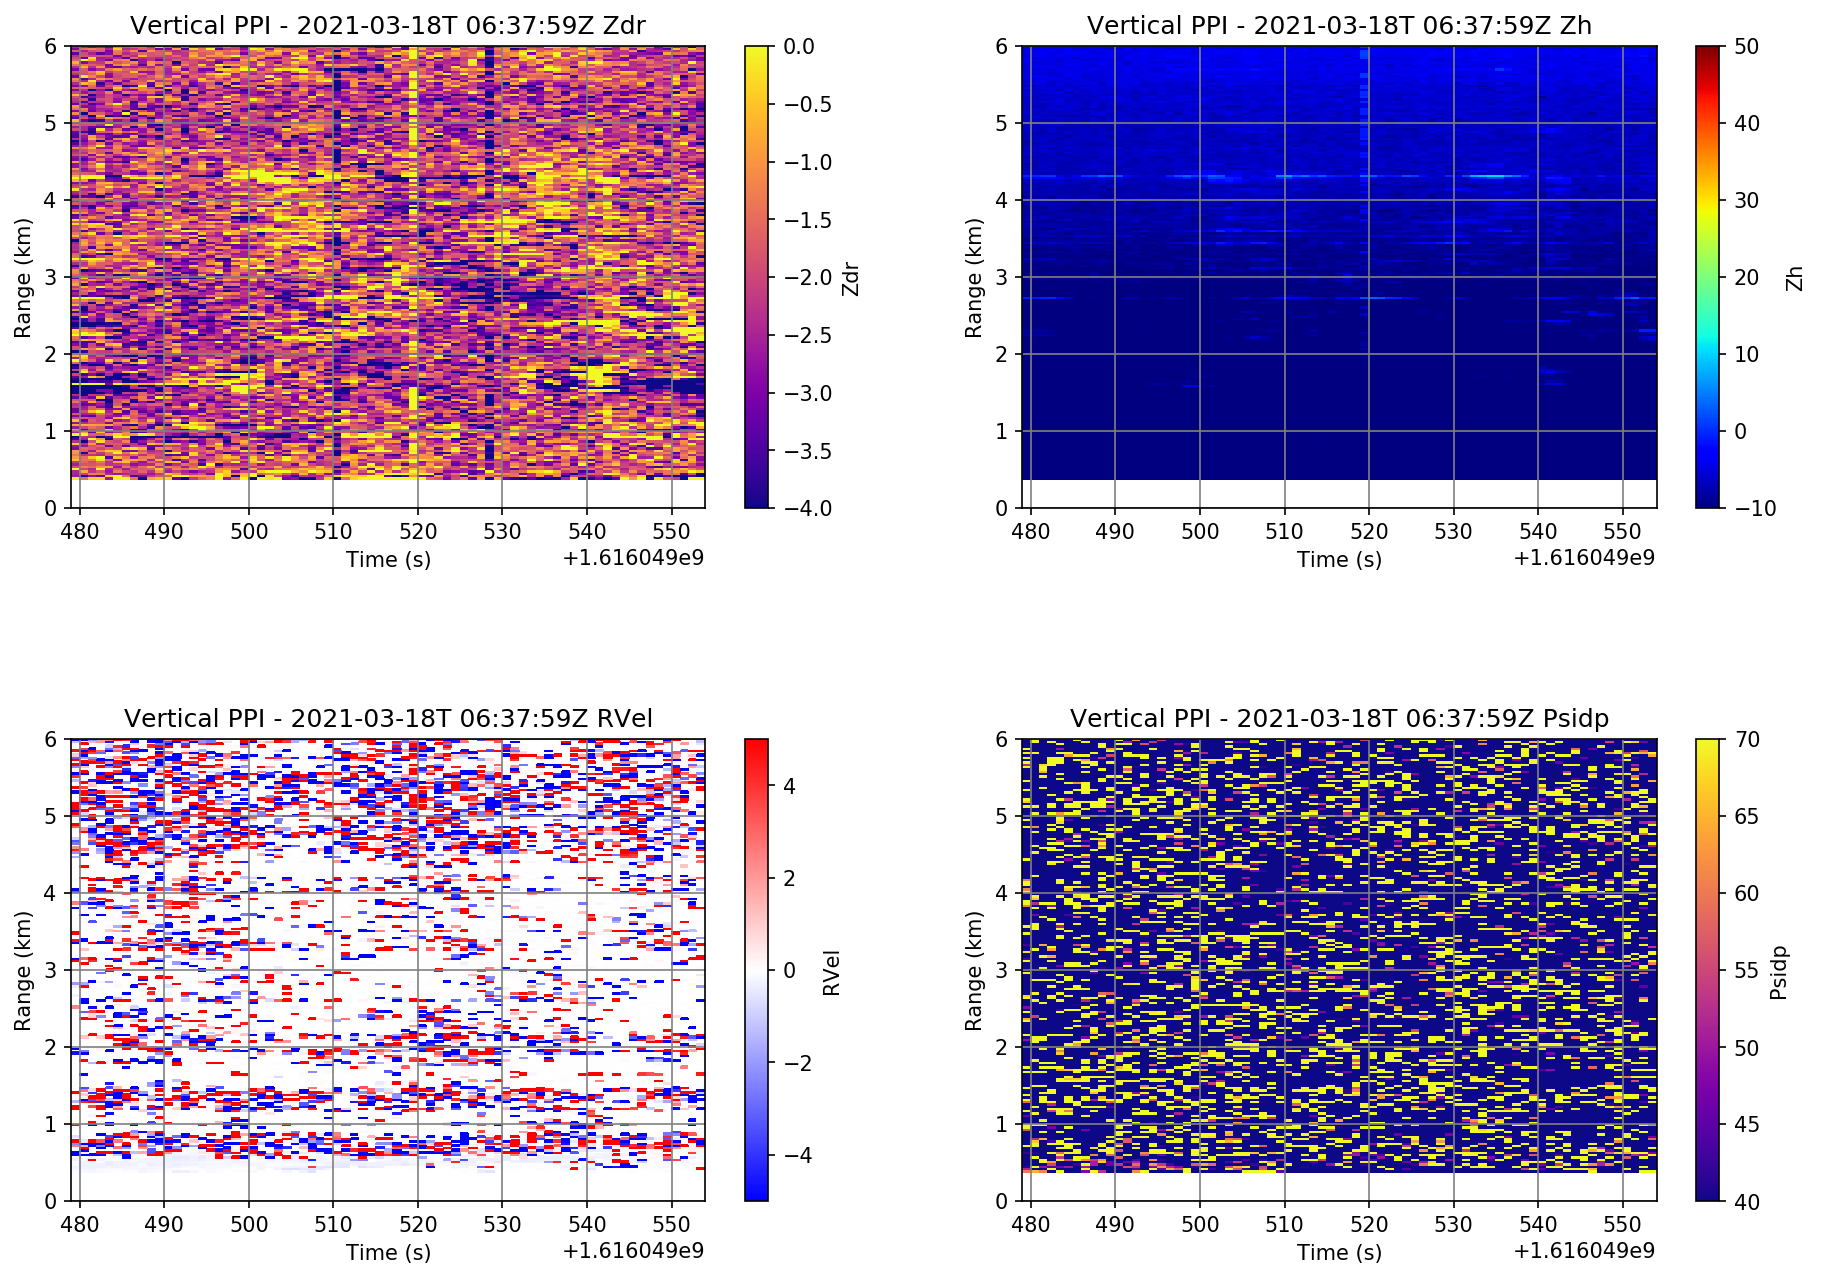 Vertical PPI - 2021-03-18T 06:37:59Z Zdr
6
5
4
3
2
1
0
Range (km)
480 490 500 510 520 530 540 550
Time (s)
+1.616049e9
0.0
−0.5
−1.0
−1.5
−2.0
−2.5
−3.0
−3.5
−4.0
Zdr
Vertical PPI - 2021-03-18T 06:37:59Z Zh
6
5
4
3
2
1
0
Range (km)
480 490 500 510 520 530 540 550
Time (s)
+1.616049e9
50
40
30
20
10
0
−10
Zh
Vertical PPI - 2021-03-18T 06:37:59Z RVel
6
5
4
3
2
1
0
Range (km)
480 490 500 510 520 530 540 550
Time (s)
+1.616049e9
4
2
0
−2
−4
RVel
Vertical PPI - 2021-03-18T 06:37:59Z Psidp
6
5
4
3
2
1
0
Range (km)
480 490 500 510 520 530 540 550
Time (s)
+1.616049e9
70
65
60
55
50
45
40
Psidp